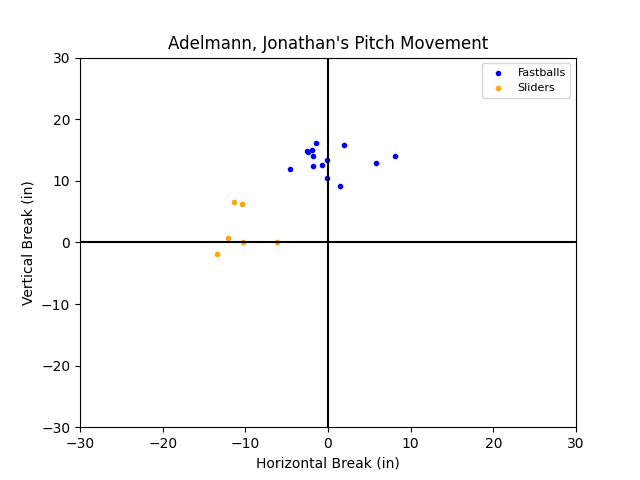 Adelmann, Jonathan's Pitch Movement
Fastballs
Sliders
30
20
10
0
−10
−20
−30
Vertical Break (in)
−30
−20
−10
0
10
20
30
Horizontal Break (in)